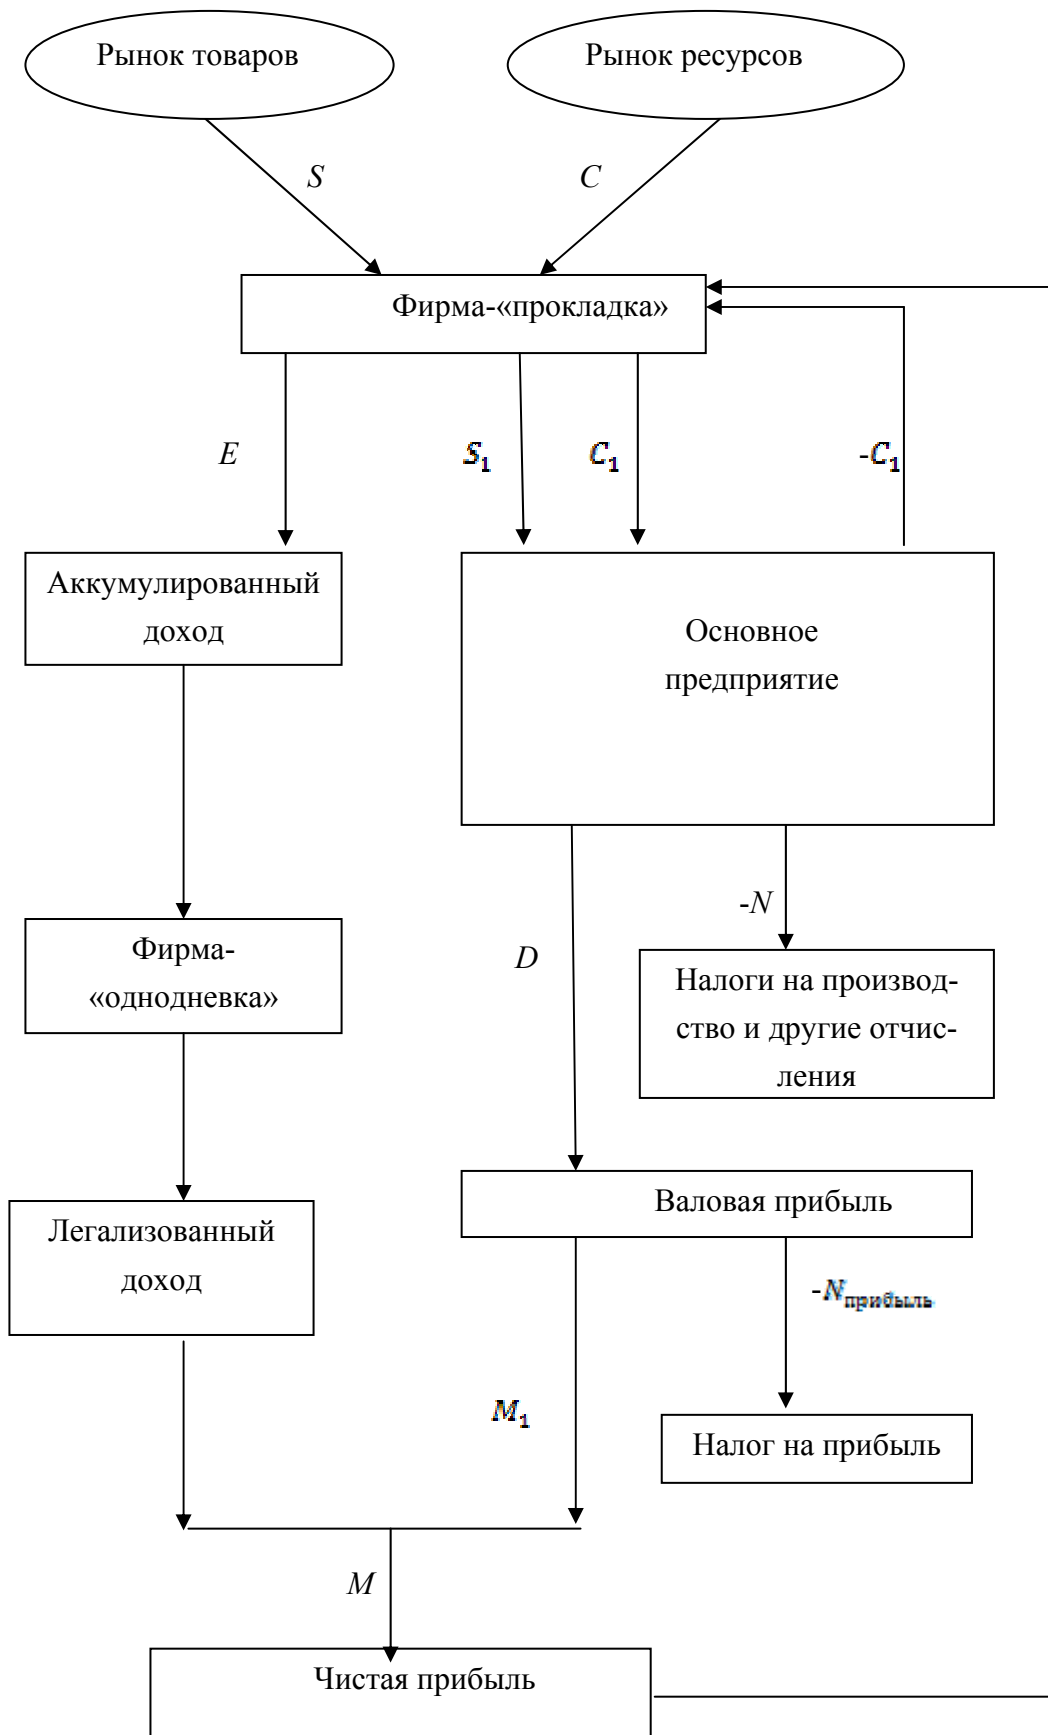 Рынок товаров
Рынок ресурсов
S
C
Фирма-«прокладка»
E
S₁
C₁
-C₁
Аккумулированный
доход
Основное
предприятие
-N
D
Фирма-
«однодневка»
Налоги на производ-
ство и другие отчис-
ления
Валовая прибыль
Легализованный
доход
-Nприбыль
M₁
Налог на прибыль
M
Чистая прибыль